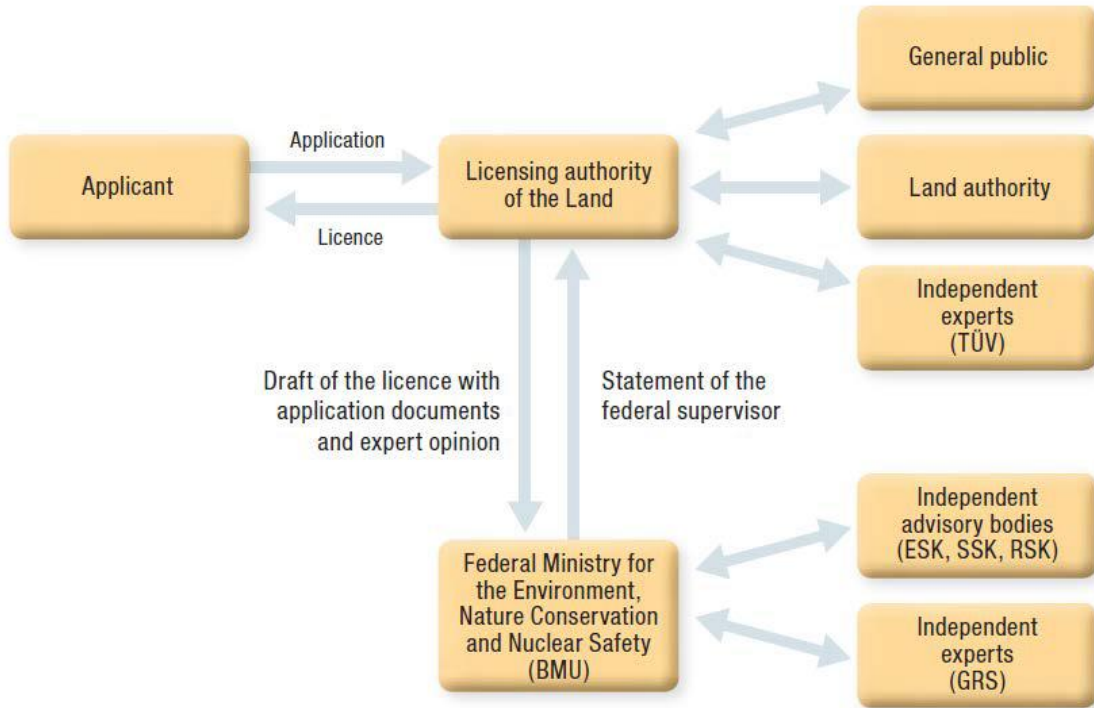 General public
Application
Applicant
Licensing authority
of the Land
Land authority
Licence
Independent
experts
(TÜV)
Draft of the licence with
application documents
and expert opinion
Statement of the
federal supervisor
Independent
advisory bodies
(ESK, SSK, RSK)
Federal Ministry for
the Environment,
Nature Conservation
and Nuclear Safety
(BMU)
Independent
experts
(GRS)